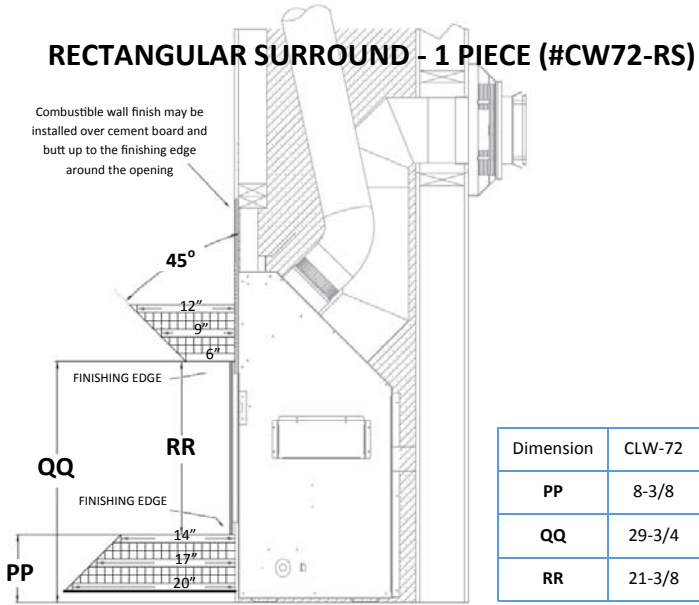 RECTANGULAR SURROUND - 1 PIECE (#CW72-RS)
Combustible wall finish may be
installed over cement board and
butt up to the finishing edge
around the opening
45°
12"
9"
6"
FINISHING EDGE
RR
QQ
FINISHING EDGE
14"
17"
20"
PP
Dimension CLW-72
PP 8-3/8
QQ 29-3/4
RR 21-3/8